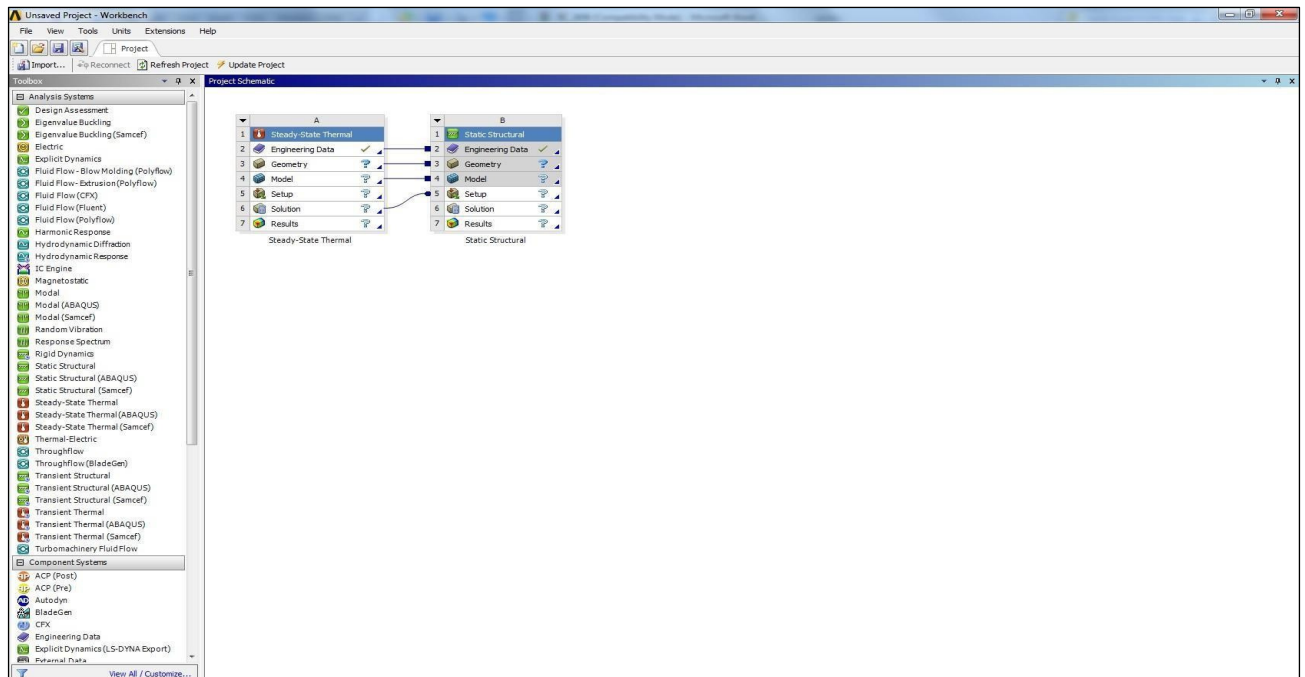 Unsaved Project - Workbench
File View Tools Units Extensions Help
Project
Import... Reconnect Refresh Project Update Project
Toolbox
Project Schematic
Analysis Systems
Design Assessment
Eigenvalue Buckling
Eigenvalue Buckling (Samcef)
Electric
Explicit Dynamics
Fluid Flow - Blow Molding (Polyflow)
Fluid Flow - Extrusion (Polyflow)
Fluid Flow (CFX)
Fluid Flow (Fluent)
Fluid Flow (Polyflow)
Harmonic Response
Hydrodynamic Diffraction
Hydrodynamic Response
IC Engine
Magnetostatic
Modal
Modal (ABAQUS)
Modal (Samcef)
Random Vibration
Response Spectrum
Rigid Dynamics
Static Structural
Static Structural (ABAQUS)
Static Structural (Samcef)
Steady-State Thermal
Steady-State Thermal (ABAQUS)
Steady-State Thermal (Samcef)
Thermal-Electric
Throughflow
Throughflow (BladeGen)
Transient Structural
Transient Structural (ABAQUS)
Transient Structural (Samcef)
Transient Thermal
Transient Thermal (ABAQUS)
Transient Thermal (Samcef)
Turbomachinery Fluid Flow
Component Systems
ACP (Post)
ACP (Pre)
Autodyn
BladeGen
CFX
Engineering Data
Explicit Dynamics (LS-DYNA Export)
External Data
View All / Customize...
A
1 Steady-State Thermal
2 Engineering Data
3 Geometry
4 Model
5 Setup
6 Solution
7 Results
Steady-State Thermal
B
1 Static Structural
2 Engineering Data
3 Geometry
4 Model
5 Setup
6 Solution
7 Results
Static Structural